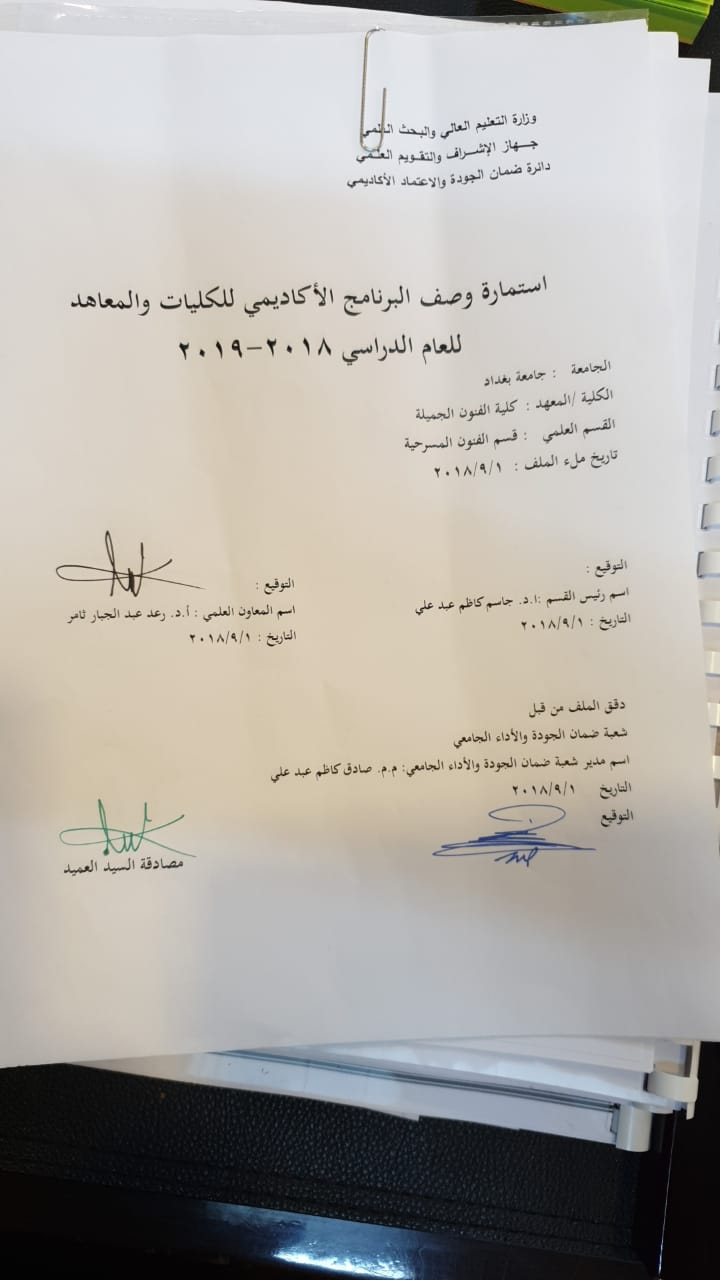 وزارة التعليم العالي والبحث العلمي
جهــاز الإشــراف والتقـويم العلـمي
دائرة ضمان الجودة والاعتماد الأكاديمي
استمارة وصف البرنامج الأكاديمي للكليات والمعاهد
للعام الدراسي ٢٠١٨-٢٠١٩
الجامعة : جامعة بغداد
الكلية /المعهد : كلية الفنون الجميلة
القسم العلمي : قسم الفنون المسرحية
تاريخ ملء الملف : ٢٠١٨/٩/١
التوقيع :
اسم رئيس القسم :ا.د. جاسم كاظم عبد علي
التاريخ : ٢٠١٨/٩/١
التوقيع :
اسم المعاون العلمي : أ.د. رعد عبد الجبار ثامر
التاريخ : ٢٠١٨/٩/١
دقق الملف من قبل
شعبة ضمان الجودة والأداء الجامعي
اسم مدير شعبة ضمان الجودة والأداء الجامعي: م.م. صادق كاظم عبد علي
التاريخ ٢٠١٨/٩/١
التوقيع
مصادقة السيد العميد